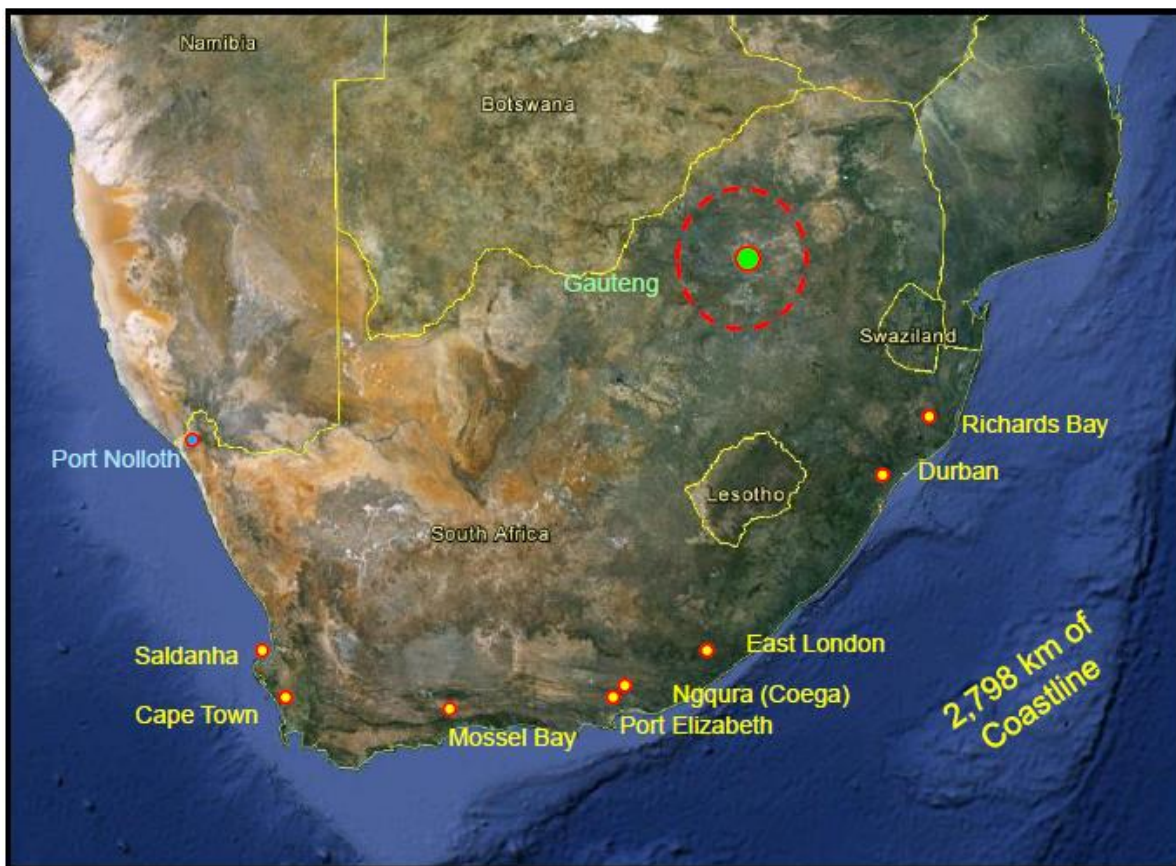 Namibia
Botswana
Gauteng
Swaziland
Richards Bay
Port Nolloth
Durban
Lesotho
South Africa
East London
Saldanha
Ngqura (Coega)
Cape Town
Port Elizabeth
Mossel Bay
2,798 km of
Coastline